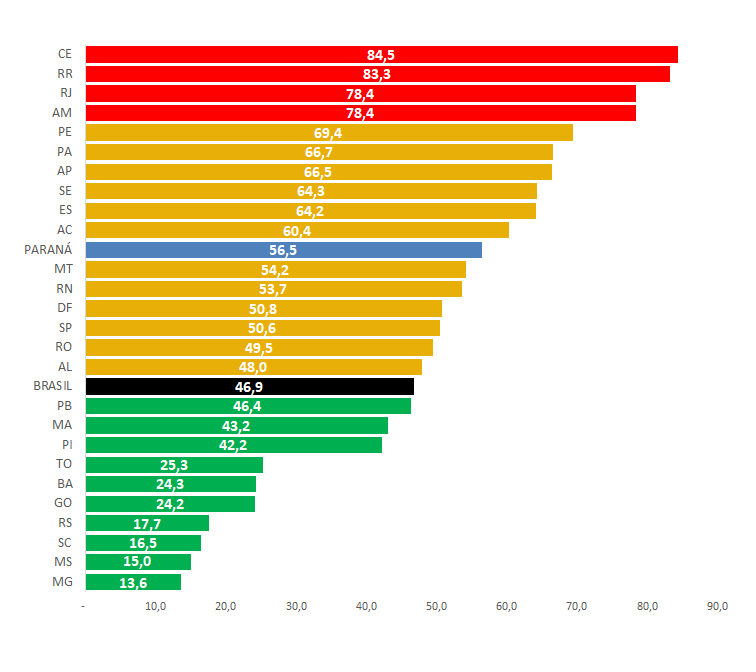 CE 84,5
RR 83,3
RJ 78,4
AM 78,4
PE 69,4
PA 66,7
AP 66,5
SE 64,3
ES 64,2
AC 60,4
PARANÁ 56,5
MT 54,2
RN 53,7
DF 50,8
SP 50,6
RO 49,5
AL 48,0
BRASIL 46,9
PB 46,4
MA 43,2
PI 42,2
TO 25,3
BA 24,3
GO 24,2
RS 17,7
SC 16,5
MS 15,0
MG 13,6
- 10,0 20,0 30,0 40,0 50,0 60,0 70,0 80,0 90,0